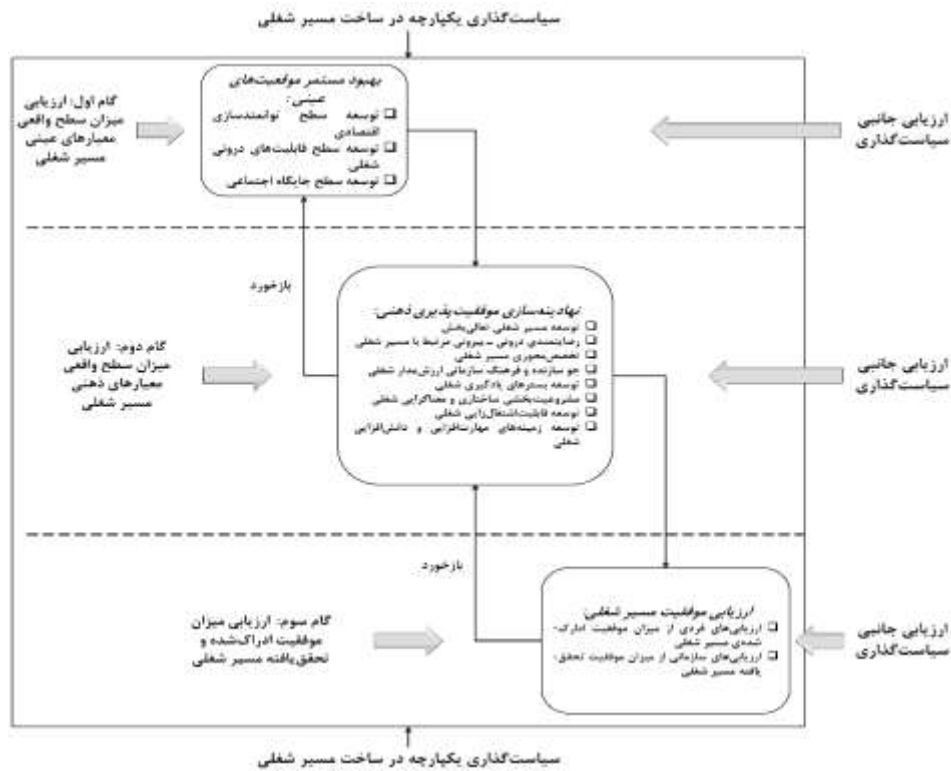 سیاست‌گذاری یکپارچه در ساخت مسیر شغلی
گام اول: ارزیابی
میزان سطح واقعی
معیارهای عینی
مسیر شغلی
بهبود مستمر موقعیت‌های
عینی:
❑ توسعه سطح توانمندسازی
اقتصادی
❑ توسعه سطح قابلیت‌های درونی
شغلی
❑ توسعه سطح جایگاه اجتماعی
ارزیابی جانبی
سیاست‌گذاری
بازخورد
گام دوم: ارزیابی
میزان سطح واقعی
معیارهای ذهنی
مسیر شغلی
نهادینه‌سازی موفقیت‌پذیری ذهنی:
❑ توسعه مسیر شغلی تعالی‌بخش
❑ رضایتمندی درونی - بیرونی مرتبط با مسیر شغلی
❑ تخصص‌محوری مسیر شغلی
❑ جو سازنده و فرهنگ سازمانی ارزش‌مدار شغلی
❑ توسعه بسترهای یادگیری شغلی
❑ مشروعیت‌بخشی ساختاری و معناگرایی شغلی
❑ توسعه قابلیت‌اشتغال‌زایی شغلی
❑ توسعه زمینه‌های مهارت‌افزایی و دانش‌افزایی
شغلی
ارزیابی جانبی
سیاست‌گذاری
بازخورد
گام سوم: ارزیابی میزان
موفقیت ادراک‌شده و
تحقق‌یافته مسیر شغلی
ارزیابی موفقیت مسیر شغلی:
❑ ارزیابی‌های فردی از میزان موفقیت ادارک-
شده‌ی مسیر شغلی
❑ ارزیابی‌های سازمانی از میزان موفقیت تحقق-
یافته مسیر شغلی
ارزیابی جانبی
سیاست‌گذاری
سیاست‌گذاری یکپارچه در ساخت مسیر شغلی